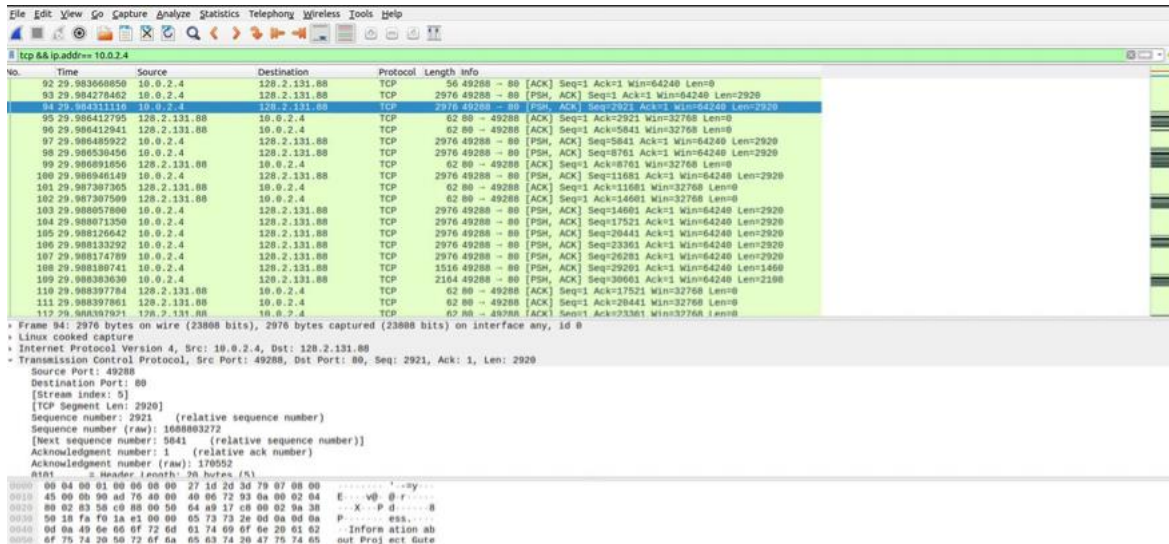 File Edit View Go Capture Analyze Statistics Telephony Wireless Tools Help
tcp && ip.addr== 10.0.2.4
No. Time Source Destination Protocol Length Info
92 29.983660850 10.0.2.4 128.2.131.88 TCP 56 49288 → 80 [ACK] Seq=1 Ack=1 Win=64240 Len=0
93 29.984278462 10.0.2.4 128.2.131.88 TCP 2976 49288 → 80 [PSH, ACK] Seq=1 Ack=1 Win=64240 Len=2920
94 29.984311116 10.0.2.4 128.2.131.88 TCP 2976 49288 → 80 [PSH, ACK] Seq=2921 Ack=1 Win=64240 Len=2920
95 29.986412795 128.2.131.88 10.0.2.4 TCP 62 80 → 49288 [ACK] Seq=1 Ack=2921 Win=32768 Len=0
96 29.986412941 128.2.131.88 10.0.2.4 TCP 62 80 → 49288 [ACK] Seq=1 Ack=5841 Win=32768 Len=0
97 29.986485922 10.0.2.4 128.2.131.88 TCP 2976 49288 → 80 [PSH, ACK] Seq=5841 Ack=1 Win=64240 Len=2920
98 29.986530456 10.0.2.4 128.2.131.88 TCP 2976 49288 → 80 [PSH, ACK] Seq=8761 Ack=1 Win=64240 Len=2920
99 29.986891656 128.2.131.88 10.0.2.4 TCP 62 80 → 49288 [ACK] Seq=1 Ack=8761 Win=32768 Len=0
100 29.986946149 10.0.2.4 128.2.131.88 TCP 2976 49288 → 80 [PSH, ACK] Seq=11681 Ack=1 Win=64240 Len=2920
101 29.987307365 128.2.131.88 10.0.2.4 TCP 62 80 → 49288 [ACK] Seq=1 Ack=11681 Win=32768 Len=0
102 29.987307509 128.2.131.88 10.0.2.4 TCP 62 80 → 49288 [ACK] Seq=1 Ack=14601 Win=32768 Len=0
103 29.988057800 10.0.2.4 128.2.131.88 TCP 2976 49288 → 80 [PSH, ACK] Seq=14601 Ack=1 Win=64240 Len=2920
104 29.988071350 10.0.2.4 128.2.131.88 TCP 2976 49288 → 80 [PSH, ACK] Seq=17521 Ack=1 Win=64240 Len=2920
105 29.988126642 10.0.2.4 128.2.131.88 TCP 2976 49288 → 80 [PSH, ACK] Seq=20441 Ack=1 Win=64240 Len=2920
106 29.988133292 10.0.2.4 128.2.131.88 TCP 2976 49288 → 80 [PSH, ACK] Seq=23361 Ack=1 Win=64240 Len=2920
107 29.988174789 10.0.2.4 128.2.131.88 TCP 2976 49288 → 80 [PSH, ACK] Seq=26281 Ack=1 Win=64240 Len=2920
108 29.988180741 10.0.2.4 128.2.131.88 TCP 1516 49288 → 80 [PSH, ACK] Seq=29201 Ack=1 Win=64240 Len=1460
109 29.988383630 10.0.2.4 128.2.131.88 TCP 2164 49288 → 80 [PSH, ACK] Seq=30661 Ack=1 Win=64240 Len=2108
110 29.988397784 128.2.131.88 10.0.2.4 TCP 62 80 → 49288 [ACK] Seq=1 Ack=17521 Win=32768 Len=0
111 29.988397861 128.2.131.88 10.0.2.4 TCP 62 80 → 49288 [ACK] Seq=1 Ack=20441 Win=32768 Len=0
112 29.988397921 128.2.131.88 10.0.2.4 TCP 62 80 → 49288 [ACK] Seq=1 Ack=23361 Win=32768 Len=0
Frame 94: 2976 bytes on wire (23808 bits), 2976 bytes captured (23808 bits) on interface any, id 0
Linux cooked capture
Internet Protocol Version 4, Src: 10.0.2.4, Dst: 128.2.131.88
Transmission Control Protocol, Src Port: 49288, Dst Port: 80, Seq: 2921, Ack: 1, Len: 2920
Source Port: 49288
Destination Port: 80
[Stream index: 5]
[TCP Segment Len: 2920]
Sequence number: 2921 (relative sequence number)
Sequence number (raw): 1688803272
[Next sequence number: 5841 (relative sequence number)]
Acknowledgment number: 1 (relative ack number)
Acknowledgment number (raw): 170552
0101 .... = Header Length: 20 bytes (5)
0000 00 04 00 01 00 06 08 00 27 1d 2d 3d 79 07 08 00 ········ '·-=y···
0010 45 00 0b 90 ad 76 40 00 40 06 72 93 0a 00 02 04 E····v@· @·r·····
0020 80 02 83 58 c0 88 00 50 64 a9 17 c8 00 02 9a 38 ···X···P d······8
0030 50 18 fa f0 1a e1 00 00 65 73 73 2e 0d 0a 0d 0a P······· ess.····
0040 0d 0a 49 6e 66 6f 72 6d 61 74 69 6f 6e 20 61 62 ··Inform ation ab
0050 6f 75 74 20 50 72 6f 6a 65 63 74 20 47 75 74 65 out Proj ect Gute